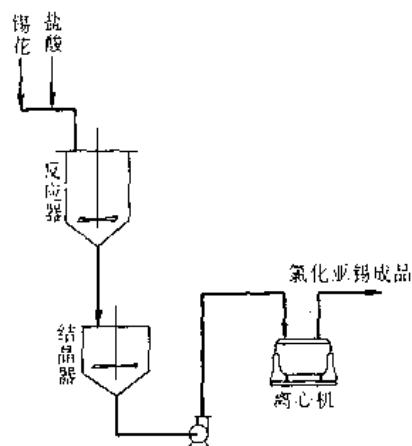 锡花
盐酸
反应器
结晶器
氯化亚锡成品
离心机